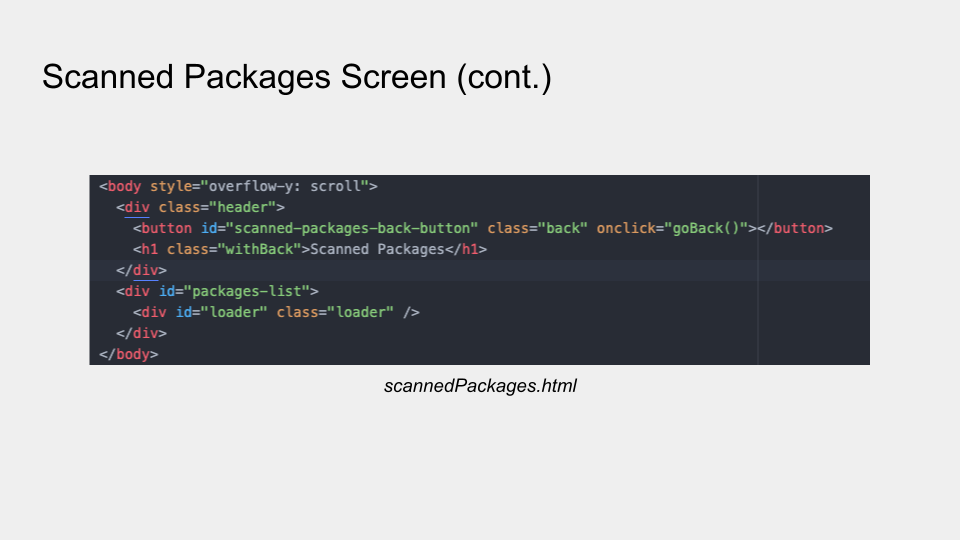 Scanned Packages Screen (cont.)
<body style="overflow-y: scroll">
<div class="header">
<button id="scanned-packages-back-button" class="back" onclick="goBack()"></button>
<h1 class="withBack">Scanned Packages</h1>
</div>
<div id="packages-list">
<div id="loader" class="loader" />
</div>
</body>
scannedPackages.html